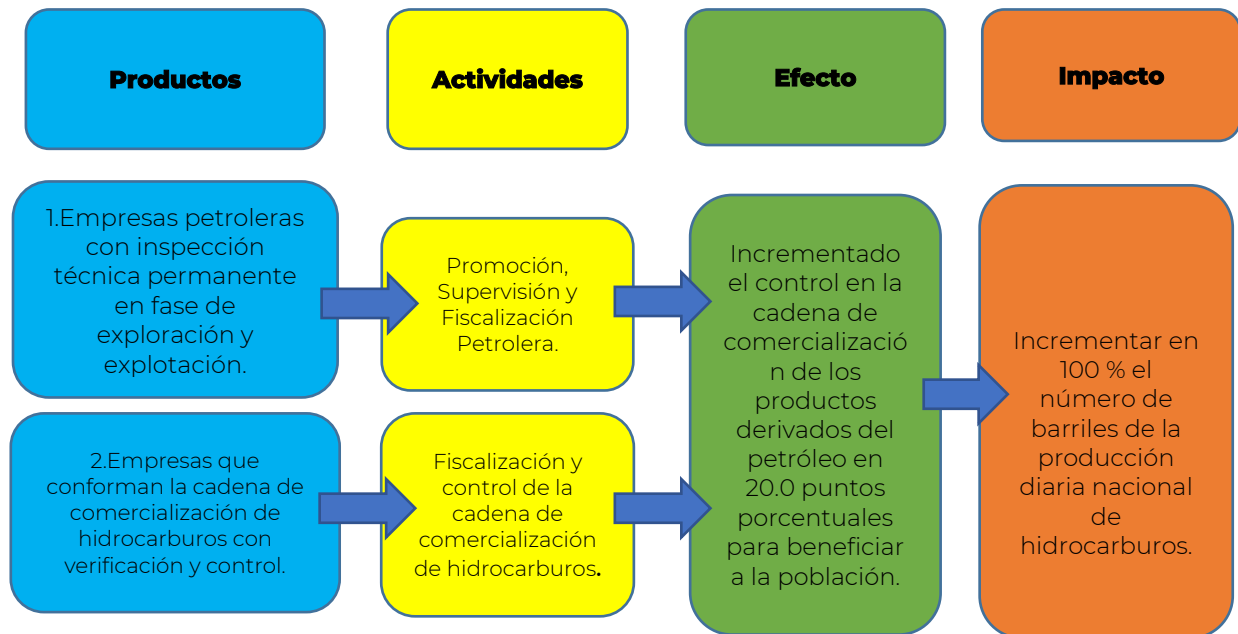 Productos
Actividades
Efecto
Impacto
1.Empresas petroleras
con inspección
técnica permanente
en fase de
exploración y
explotación.
Promoción,
Supervisión y
Fiscalización
Petrolera.
Incrementado
el control en la
cadena de
comercializació
n de los
productos
derivados del
petróleo en
20.0 puntos
porcentuales
para beneficiar
a la población.
Incrementar en
100 % el
número de
barriles de la
producción
diaria nacional
de
hidrocarburos.
2.Empresas que
conforman la cadena de
comercialización de
hidrocarburos con
verificación y control.
Fiscalización y
control de la
cadena de
comercialización
de hidrocarburos.